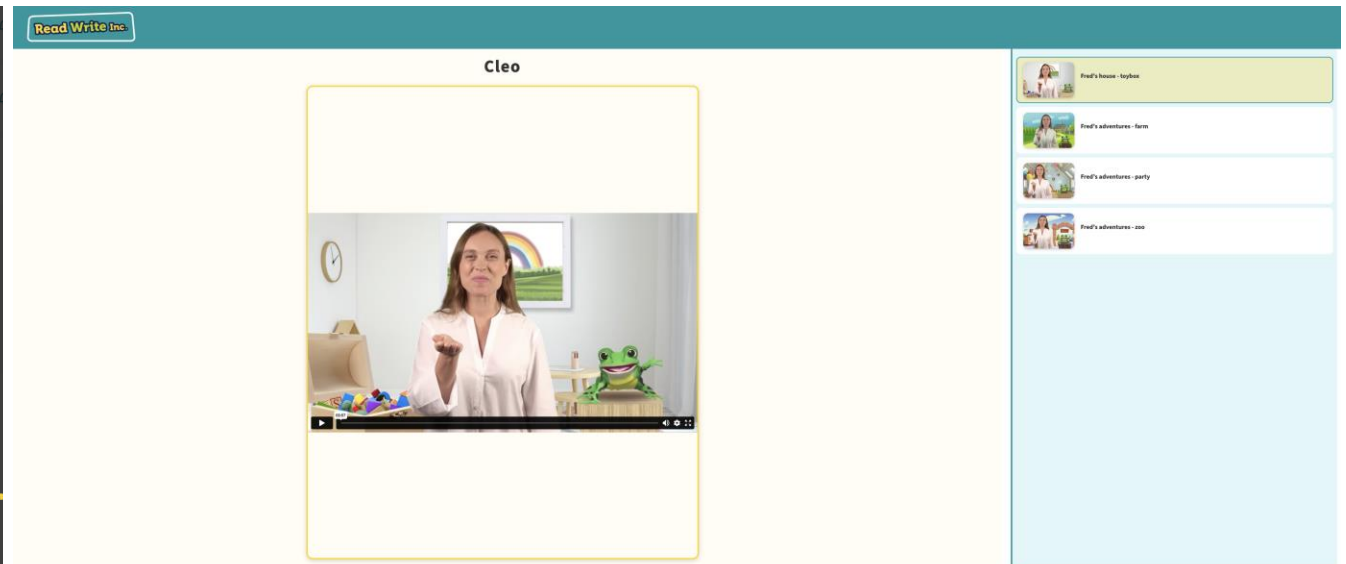 Read Write Inc.
Cleo
Fred's house - toybox
Fred's adventures - farm
Fred's adventures - party
Fred's adventures - zoo